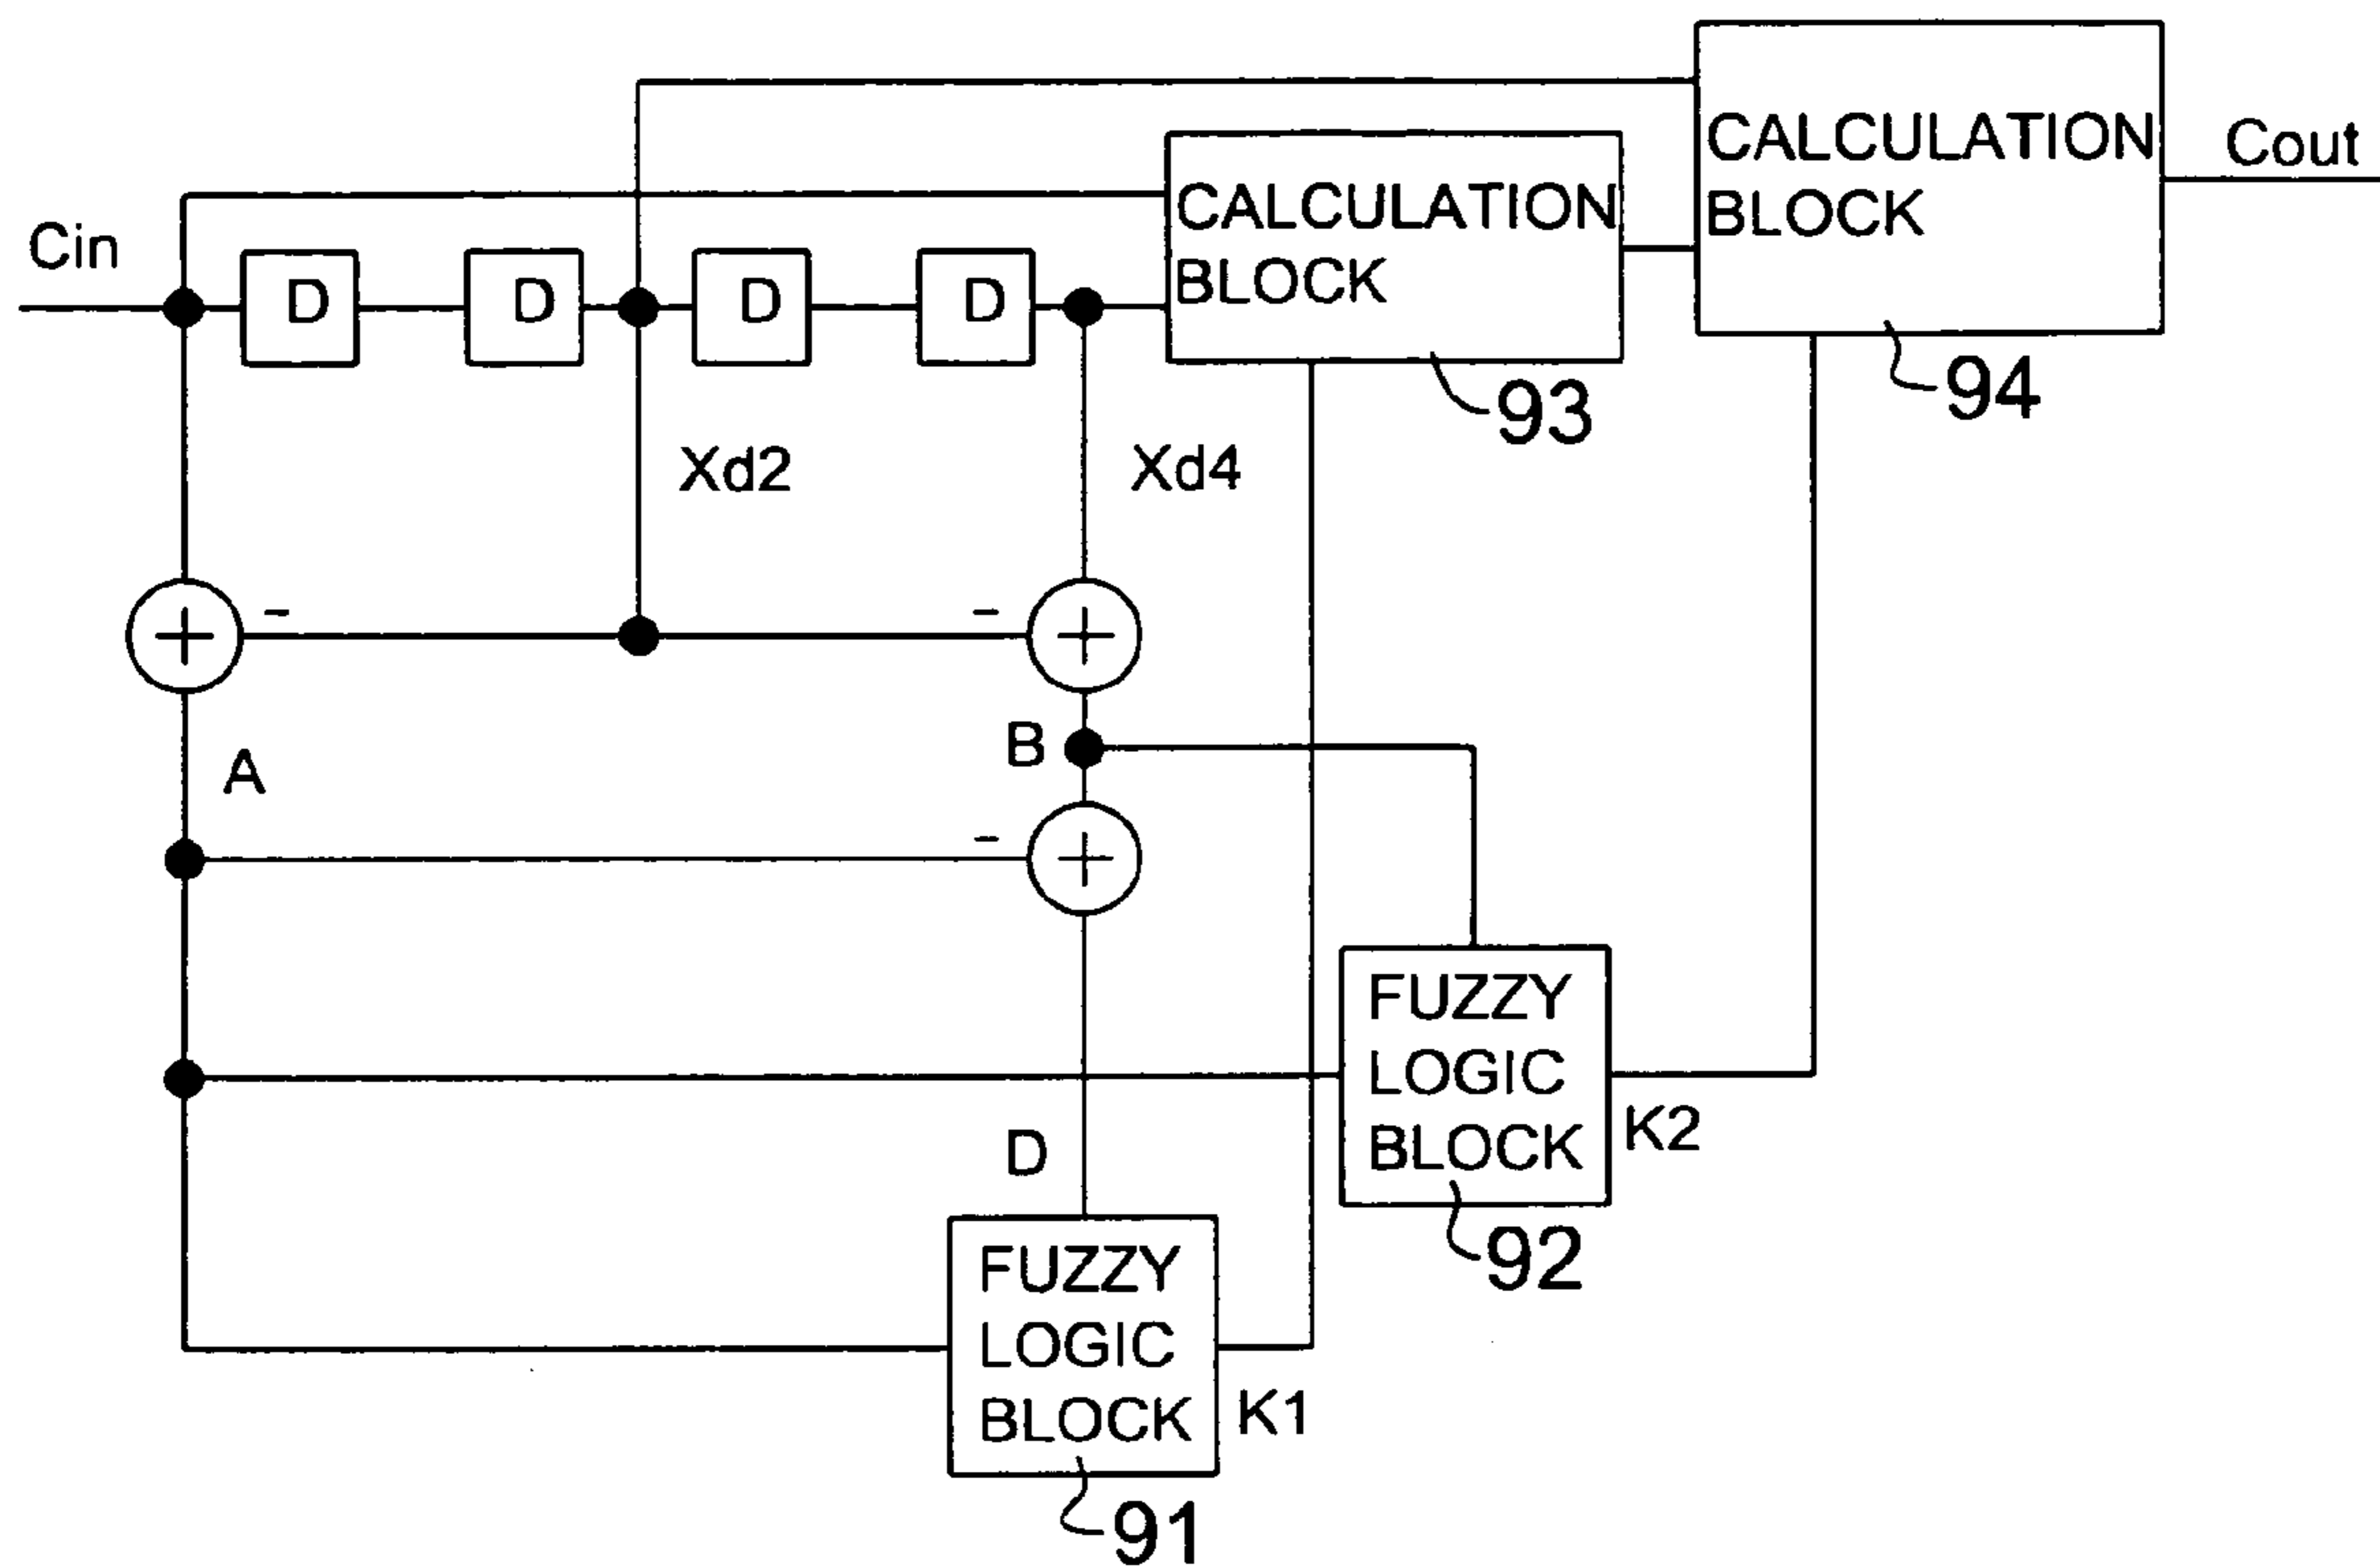 CALCULATION
BLOCK
Cout
CALCULATION
BLOCK
Cin
D
D
D
D
94
93
Xd2
Xd4
-
+
-
+
B
A
-
+
FUZZY
LOGIC
BLOCK
K2
D
92
FUZZY
LOGIC
BLOCK
K1
91